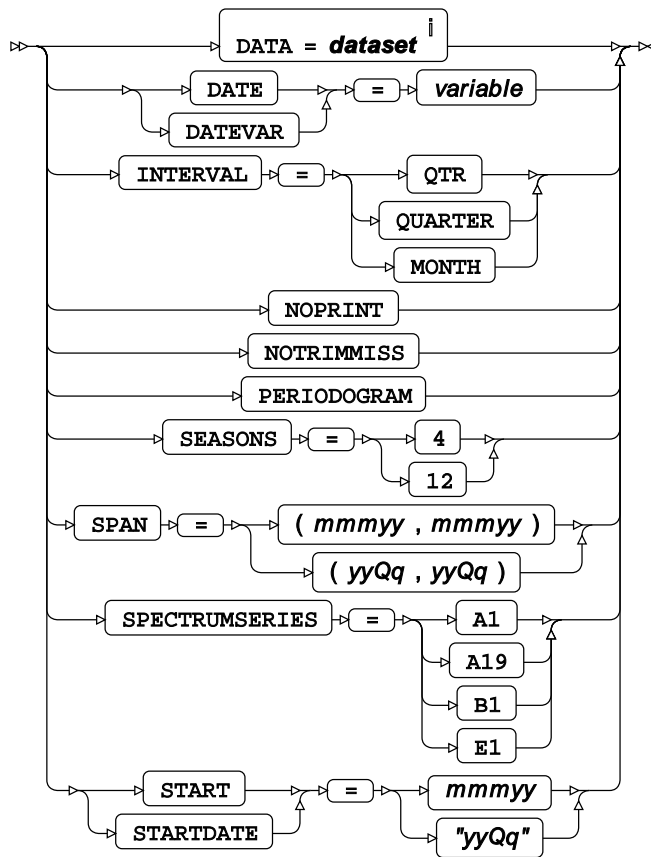 DATA = dataset i
DATE = variable
DATEVAR
INTERVAL = QTR
QUARTER
MONTH
NOPRINT
NOTRIMMISS
PERIODOGRAM
SEASONS = 4
12
SPAN = ( mmmyy , mmmyy )
( yyQq , yyQq )
SPECTRUMSERIES = A1
A19
B1
E1
START = mmmyy
STARTDATE "yyQq"